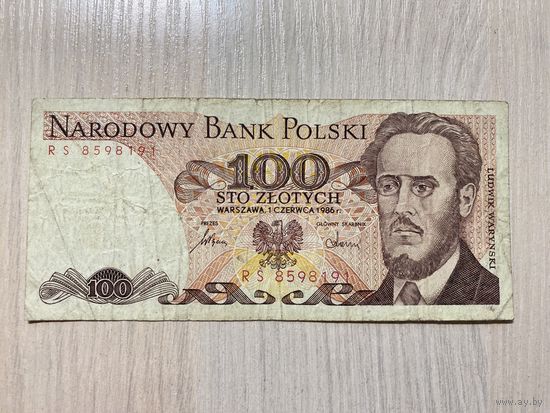 NARODOWY BANK POLSKI
RS 8598191
100
STO ZŁOTYCH
WARSZAWA, 1 CZERWCA 1986 r.
PREZES GŁÓWNY SKARBNIK
RS 8598191
100
LUDWIK WARYŃSKI
www.ay.by